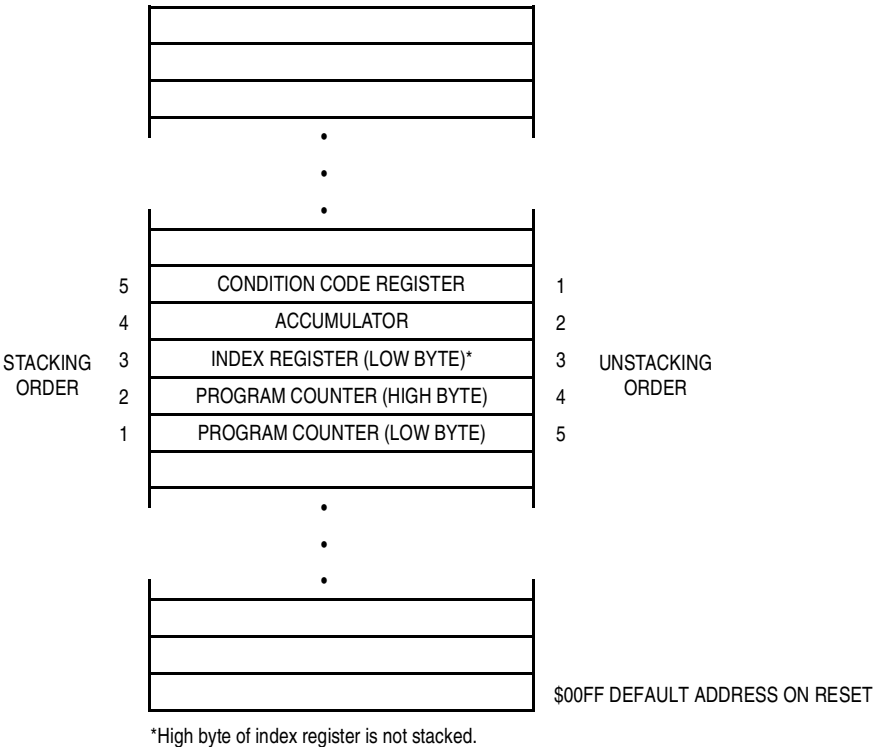 5 CONDITION CODE REGISTER 1
4 ACCUMULATOR 2
STACKING ORDER
3 INDEX REGISTER (LOW BYTE)* 3
UNSTACKING ORDER
2 PROGRAM COUNTER (HIGH BYTE) 4
1 PROGRAM COUNTER (LOW BYTE) 5
$00FF DEFAULT ADDRESS ON RESET
*High byte of index register is not stacked.